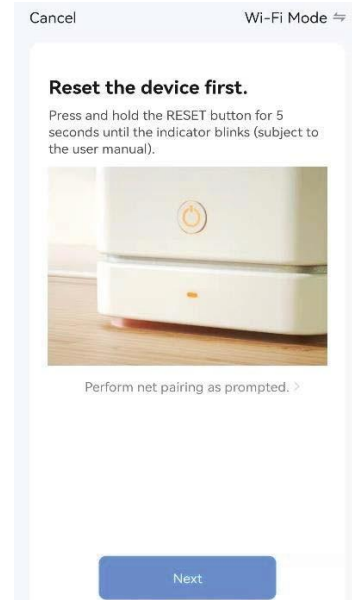 Cancel
Wi-Fi Mode
Reset the device first.
Press and hold the RESET button for 5
seconds until the indicator blinks (subject to
the user manual).
Perform net pairing as prompted. >
Next